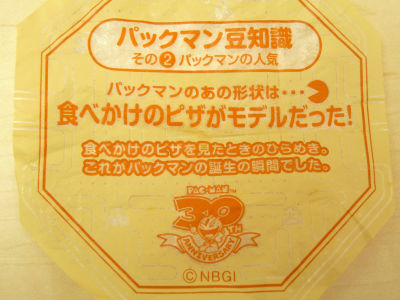 パックマン豆知識
その2 パックマンの人気
パックマンのあの形状は・・・
食べかけのピザがモデルだった!
食べかけのピザを見たときのひらめき。
これがパックマンの誕生の瞬間でした。
PAC-MAN™
30TH
ANNIVERSARY
©NBGI